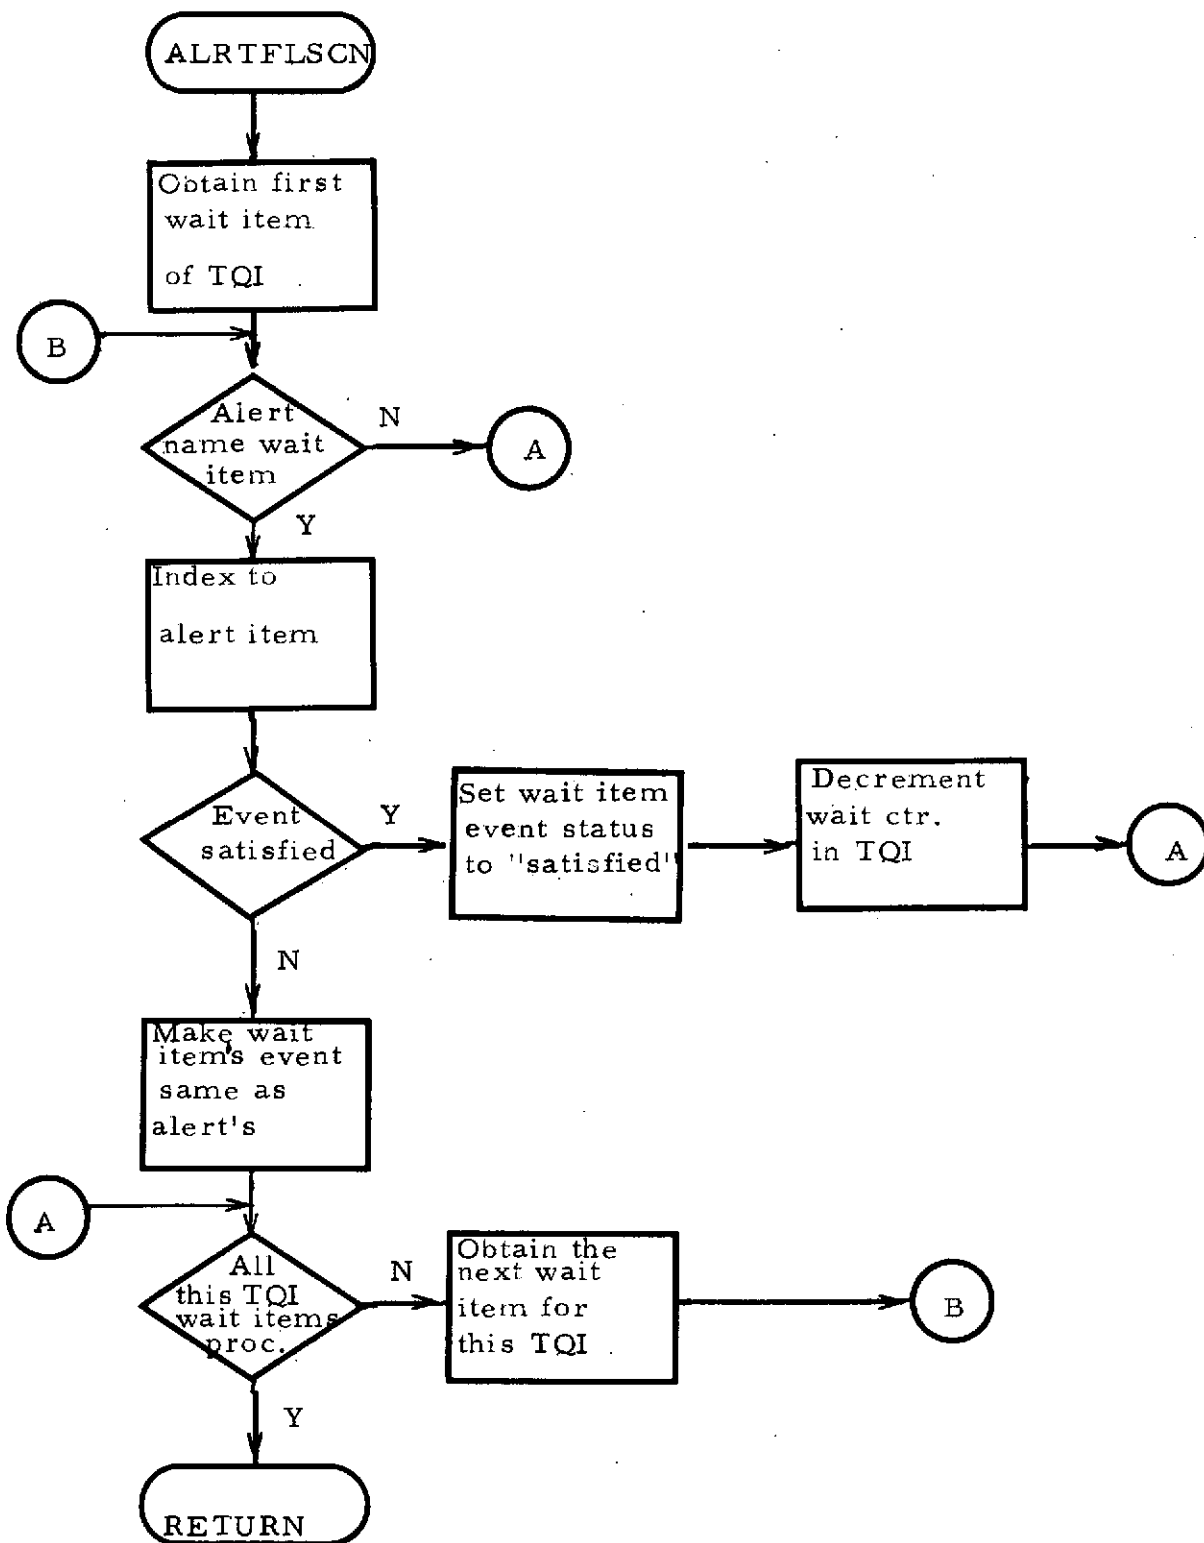 ALRTFLSCN
Obtain first
wait item
of TQI
B
Alert
name wait
item
N
A
Y
Index to
alert item
Event
satisfied
Y
Set wait item
event status
to "satisfied"
Decrement
wait ctr.
in TQI
A
N
Make wait
item's event
same as
alert's
A
All
this TQI
wait items
proc.
N
Obtain the
next wait
item for
this TQI
B
Y
RETURN